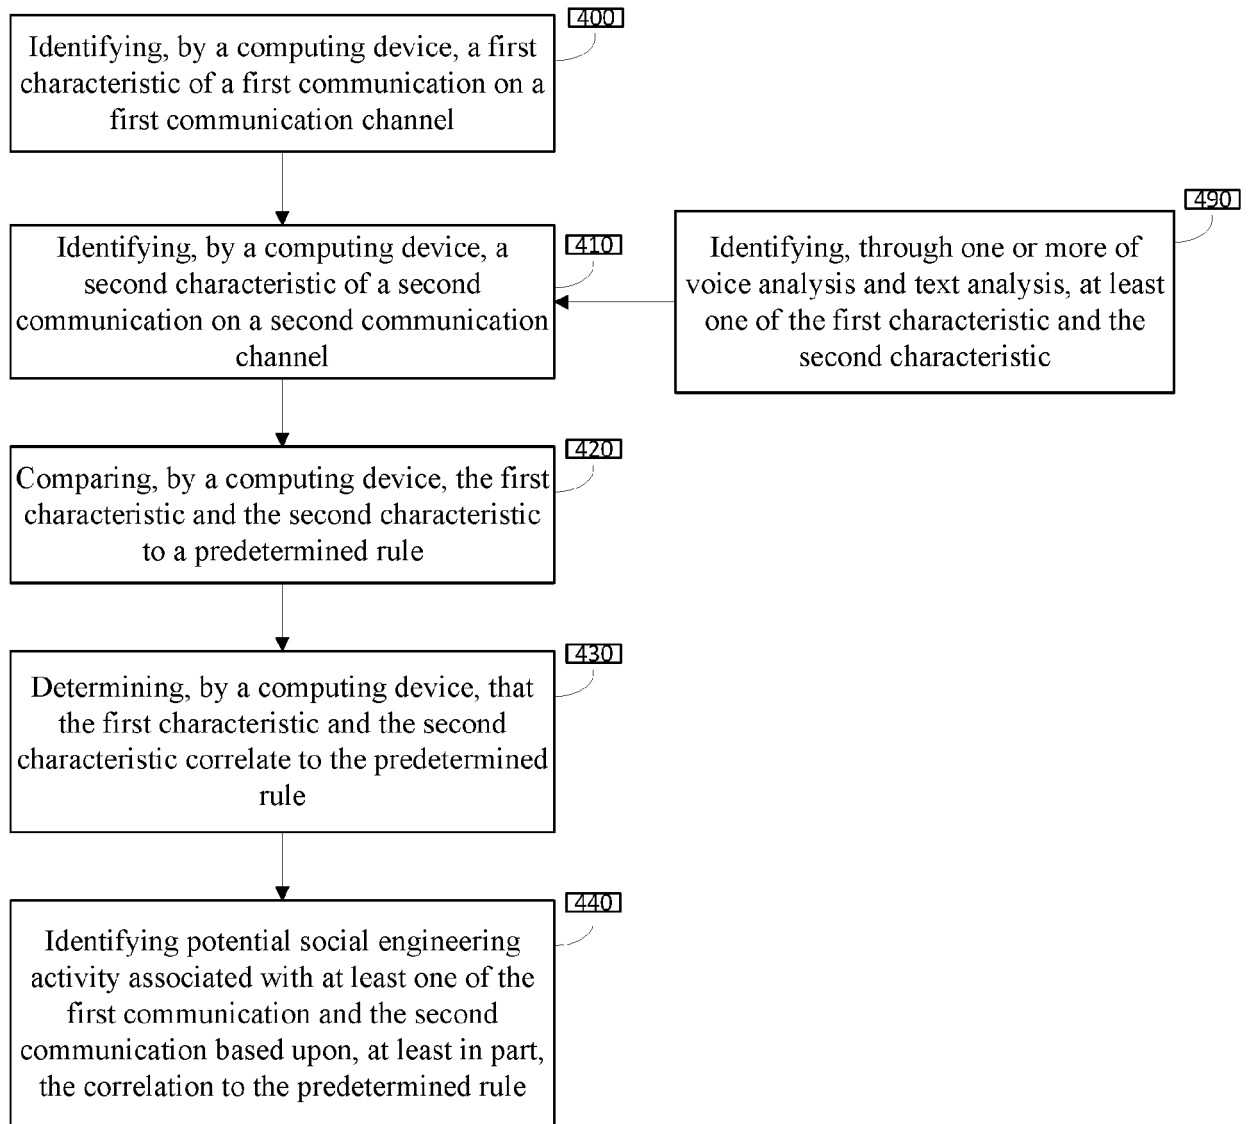 400
Identifying, by a computing device, a first
characteristic of a first communication on a
first communication channel
410
Identifying, by a computing device, a
second characteristic of a second
communication on a second communication
channel
490
Identifying, through one or more of
voice analysis and text analysis, at least
one of the first characteristic and the
second characteristic
420
Comparing, by a computing device, the first
characteristic and the second characteristic
to a predetermined rule
430
Determining, by a computing device, that
the first characteristic and the second
characteristic correlate to the predetermined
rule
440
Identifying potential social engineering
activity associated with at least one of the
first communication and the second
communication based upon, at least in part,
the correlation to the predetermined rule